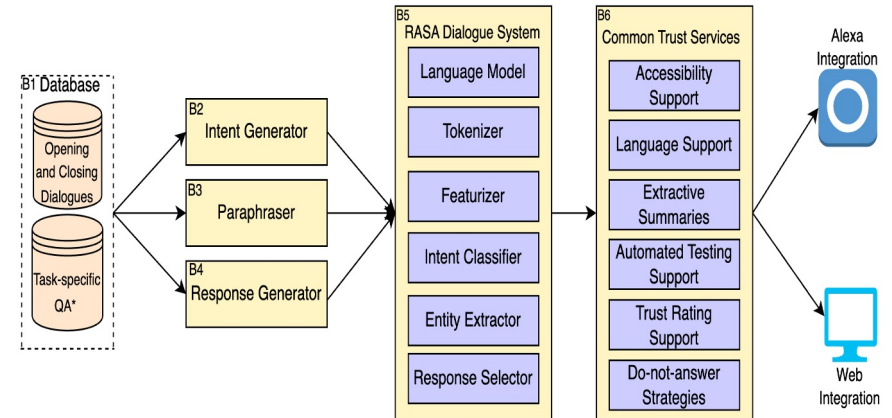 B1 Database
Opening
and Closing
Dialogues
Task-specific
QA*
B2
Intent Generator
B3
Paraphraser
B4
Response Generator
B5
RASA Dialogue System
Language Model
Tokenizer
Featurizer
Intent Classifier
Entity Extractor
Response Selector
B6
Common Trust Services
Accessibility
Support
Language Support
Extractive
Summaries
Automated Testing
Support
Trust Rating
Support
Do-not-answer
Strategies
Alexa
Integration
Web
Integration